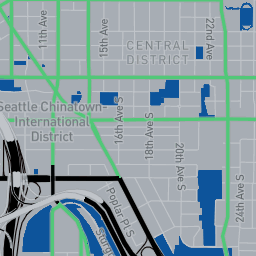 11th Ave
15th Ave
22nd Ave
CENTRAL
DISTRICT
Seattle Chinatown-
International
District
16th Ave S
18th Ave S
20th Ave S
24th Ave S
Poplar Pl S
Sturgu